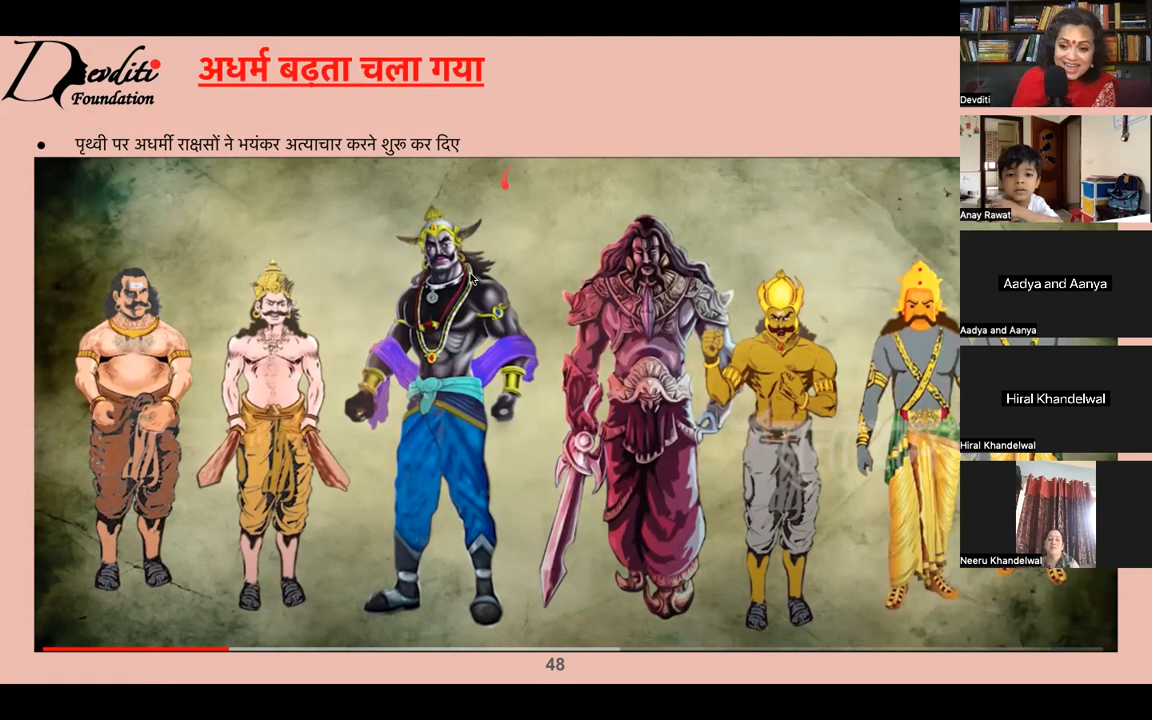 Devditi
Foundation
अधर्म बढ़ता चला गया
● पृथ्वी पर अधर्मी राक्षसों ने भयंकर अत्याचार करने शुरू कर दिए
48
Devditi
Anay Rawat
Aadya and Aanya
Aadya and Aanya
Hiral Khandelwal
Hiral Khandelwal
Neeru Khandelwal